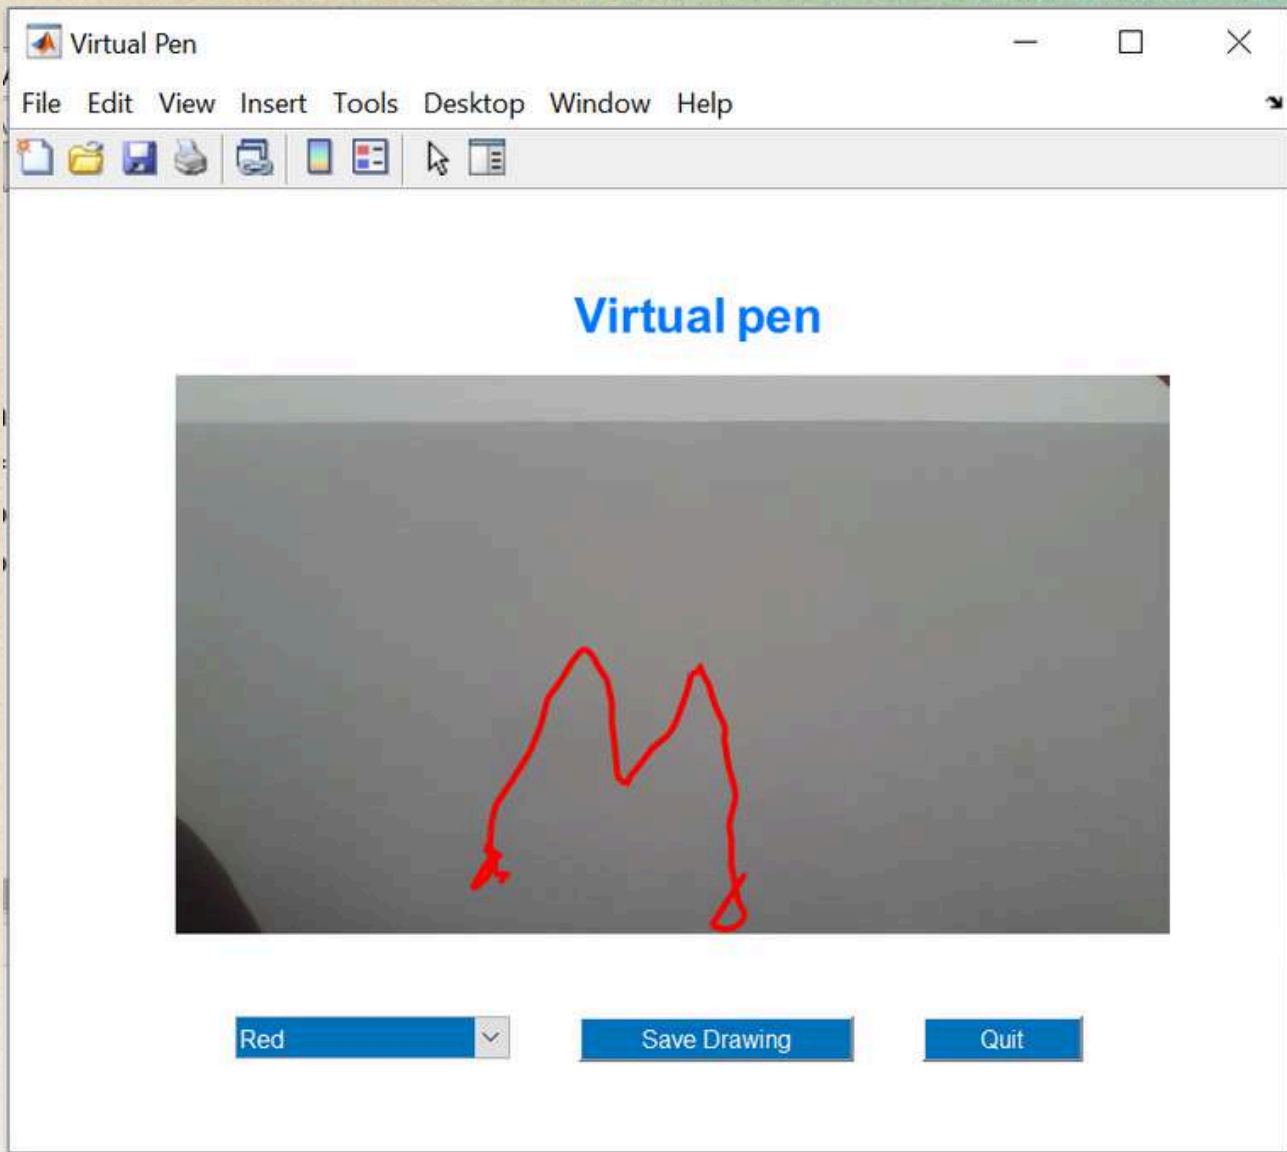 Virtual Pen
File Edit View Insert Tools Desktop Window Help
Virtual pen
M
Red
Save Drawing
Quit